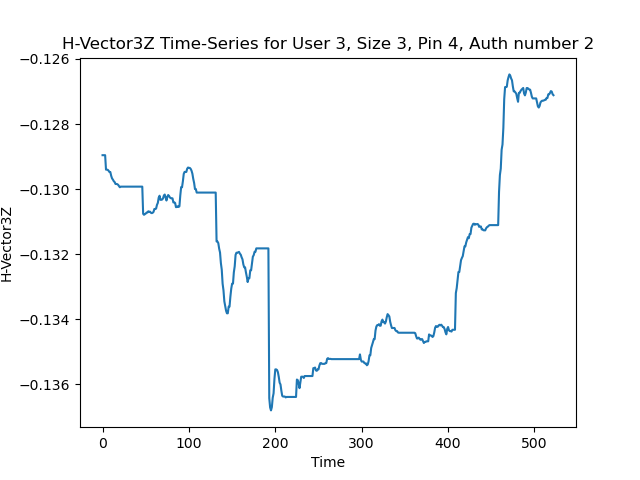 H-Vector3Z Time-Series for User 3, Size 3, Pin 4, Auth number 2
−0.126
−0.128
−0.130
−0.132
−0.134
−0.136
H-Vector3Z
0 100 200 300 400 500
Time